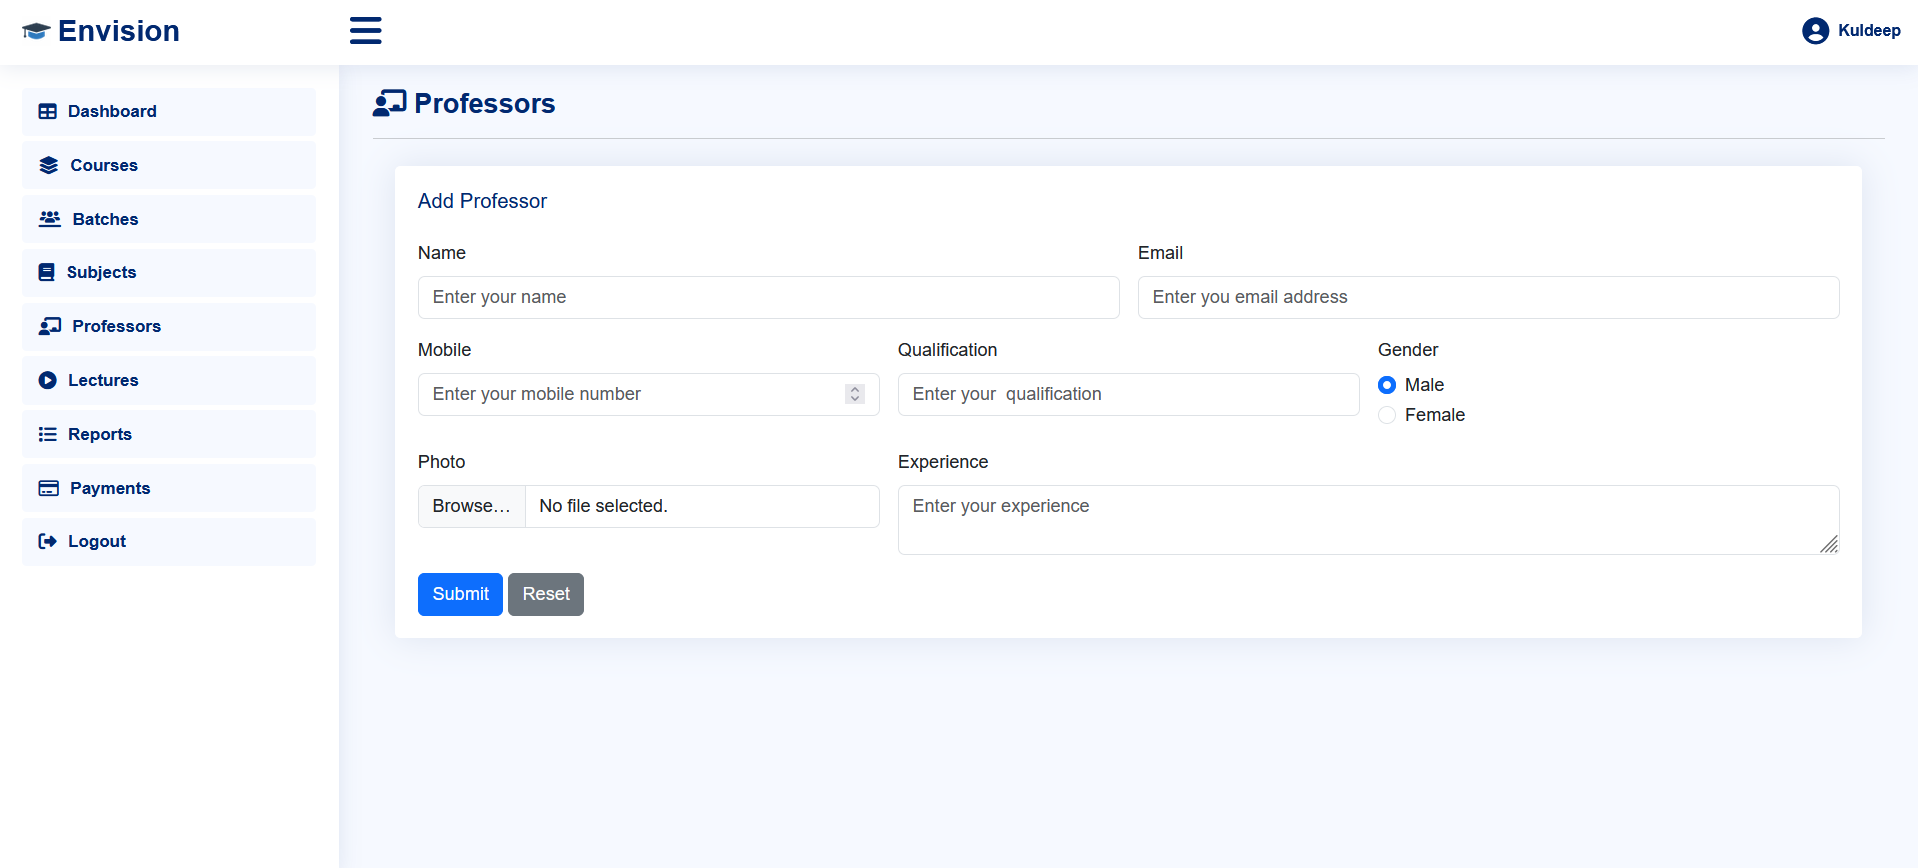 Envision
Kuldeep
Dashboard
Courses
Batches
Subjects
Professors
Lectures
Reports
Payments
Logout
Professors
Add Professor
Name
Email
Enter your name
Enter you email address
Mobile
Qualification
Gender
Enter your mobile number
Enter your  qualification
Male
Female
Photo
Experience
Browse… No file selected.
Enter your experience
Submit
Reset